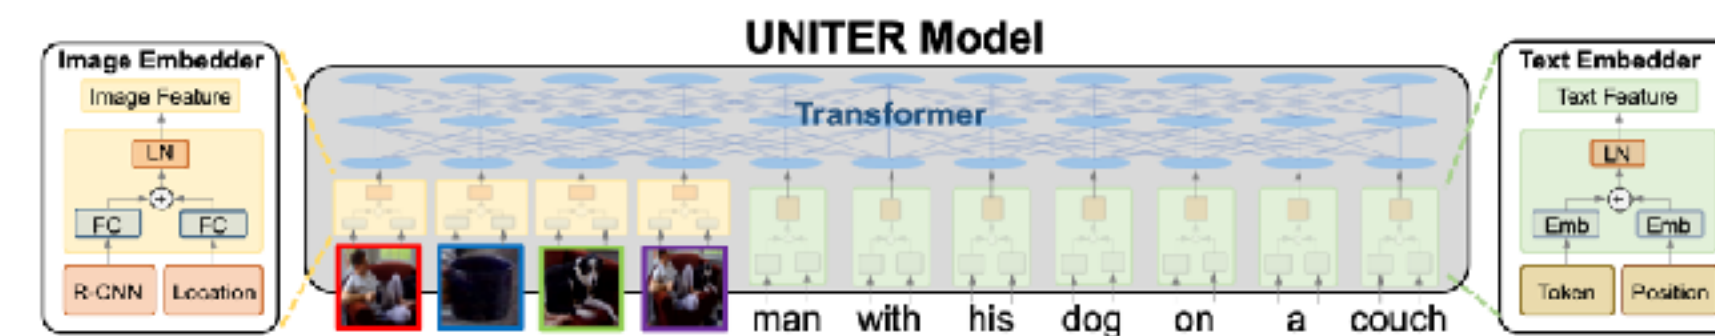 UNITER Model
Image Embedder
Image Feature
LN
FC FC
R-CNN Location
Transformer
man with his dog on a couch
Text Embedder
Text Feature
LN
Emb Emb
Token Position